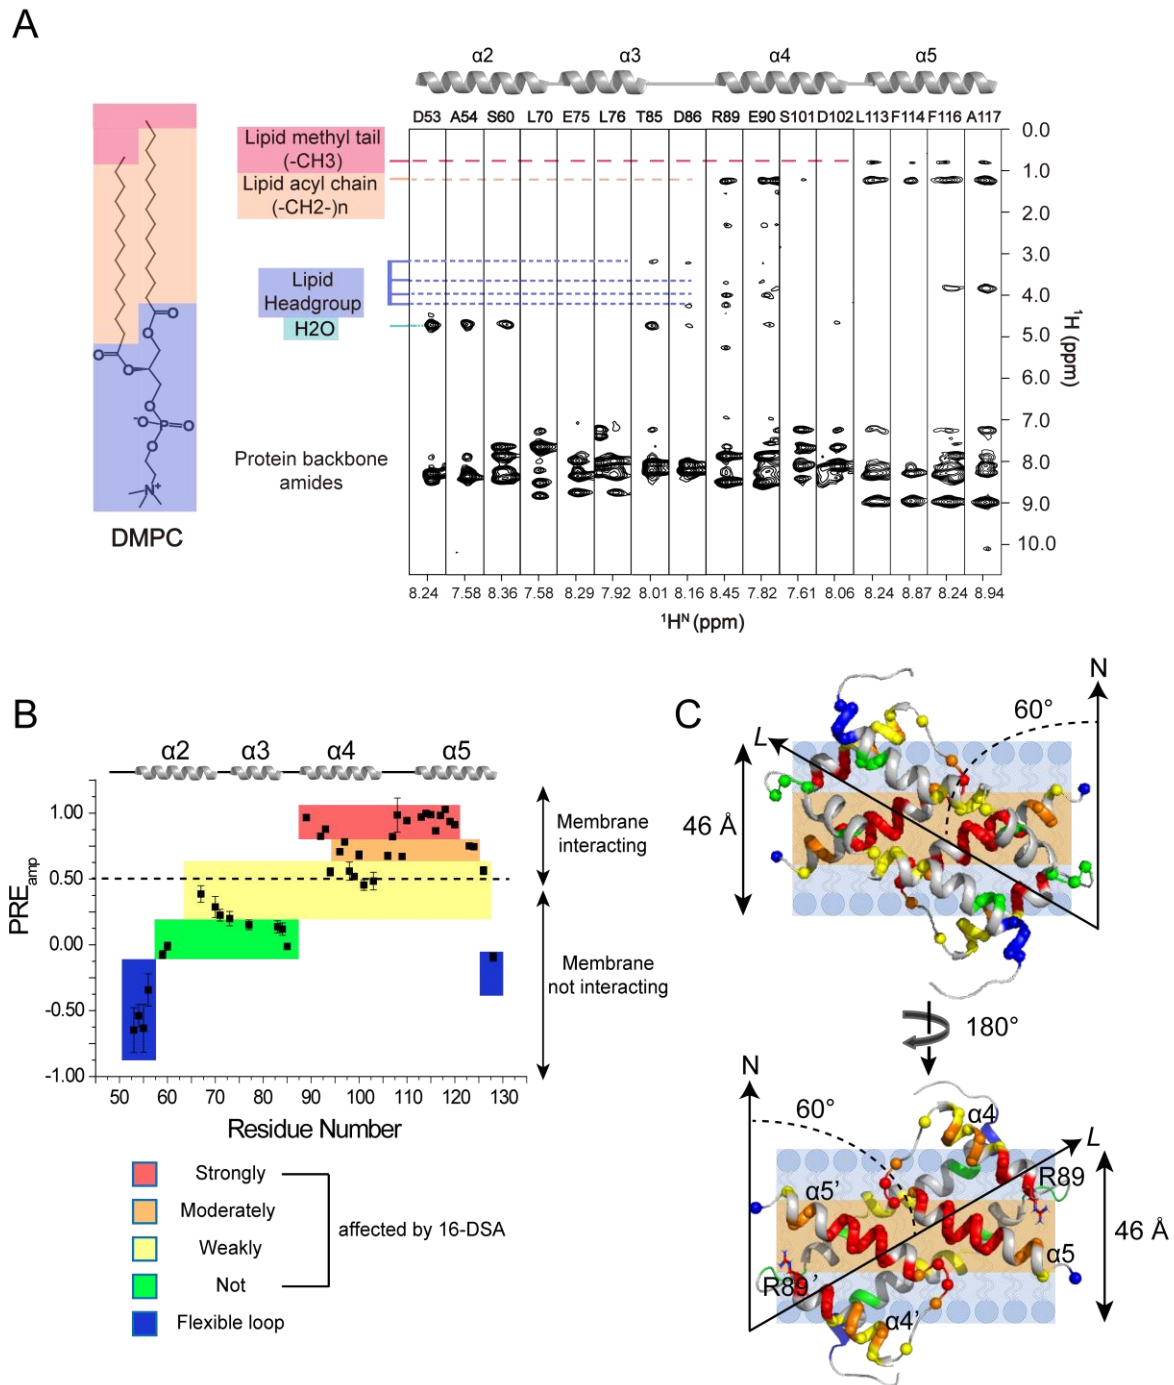 A
α2 α3 α4 α5
D53 A54 S60 L70 E75 L76 T85 D86 R89 E90 S101 D102 L113 F114 F116 A117
Lipid methyl tail
(-CH3)
Lipid acyl chain
(-CH2-)n
Lipid
Headgroup
H2O
Protein backbone
amides
O
O
O
O
O
-O
P
O
O
N+
DMPC
0.0
1.0
2.0
3.0
4.0
5.0
6.0
7.0
8.0
9.0
10.0
1H (ppm)
8.24 7.58 8.36 7.58 8.29 7.92 8.01 8.16 8.45 7.82 7.61 8.06 8.24 8.87 8.24 8.94
1HN (ppm)
B
α2 α3 α4 α5
1.00
0.50
0.00
-0.50
-1.00
PREamp
50 60 70 80 90 100 110 120 130
Residue Number
Membrane
interacting
Membrane
not interacting
Strongly
Moderately
Weakly
Not
Flexible loop
affected by 16-DSA
C
N
60°
L
46 Å
180°
N
60°
α4
L
R89
α5'
46 Å
α5
R89'
α4'